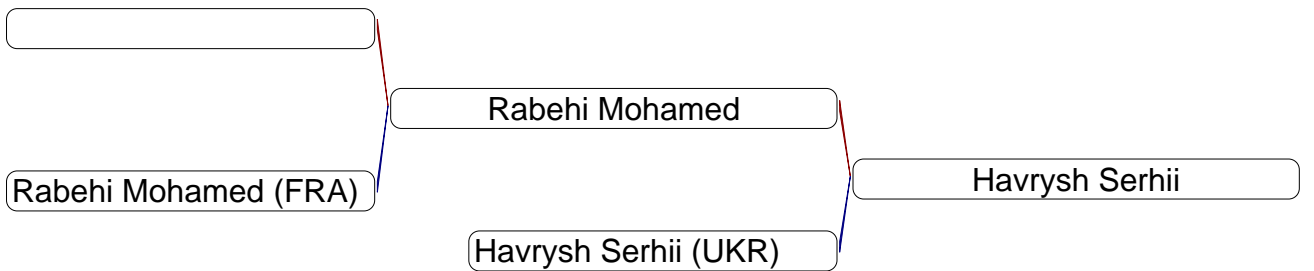 Rabehi Mohamed
Rabehi Mohamed (FRA)
Havrysh Serhii
Havrysh Serhii (UKR)